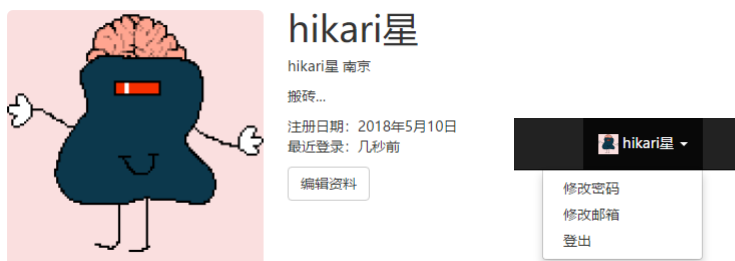 hikari星
hikari星 南京
搬砖...
注册日期：2018年5月10日
最近登录：几秒前
编辑资料
hikari星
修改密码
修改邮箱
登出